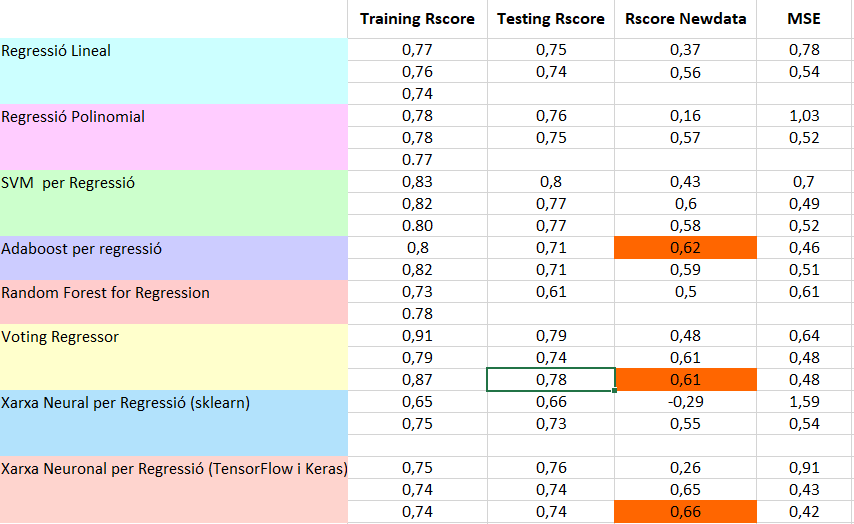 Training Rscore Testing Rscore Rscore Newdata MSE
Regressió Lineal 0,77 0,75 0,37 0,78
0,76 0,74 0,56 0,54
0,74
Regressió Polinomial 0,78 0,76 0,16 1,03
0,78 0,75 0,57 0,52
0.77
SVM per Regressió 0,83 0,8 0,43 0,7
0,82 0,77 0,6 0,49
0.80 0,77 0,58 0,52
Adaboost per regressió 0,8 0,71 0,62 0,46
0,82 0,71 0,59 0,51
Random Forest for Regression 0,73 0,61 0,5 0,61
0.78
Voting Regressor 0,91 0,79 0,48 0,64
0,79 0,74 0,61 0,48
0,87 0,78 0,61 0,48
Xarxa Neural per Regressió (sklearn) 0,65 0,66 -0,29 1,59
0,75 0,73 0,55 0,54
Xarxa Neuronal per Regressió (TensorFlow i Keras) 0,75 0,76 0,26 0,91
0,74 0,74 0,65 0,43
0,74 0,74 0,66 0,42